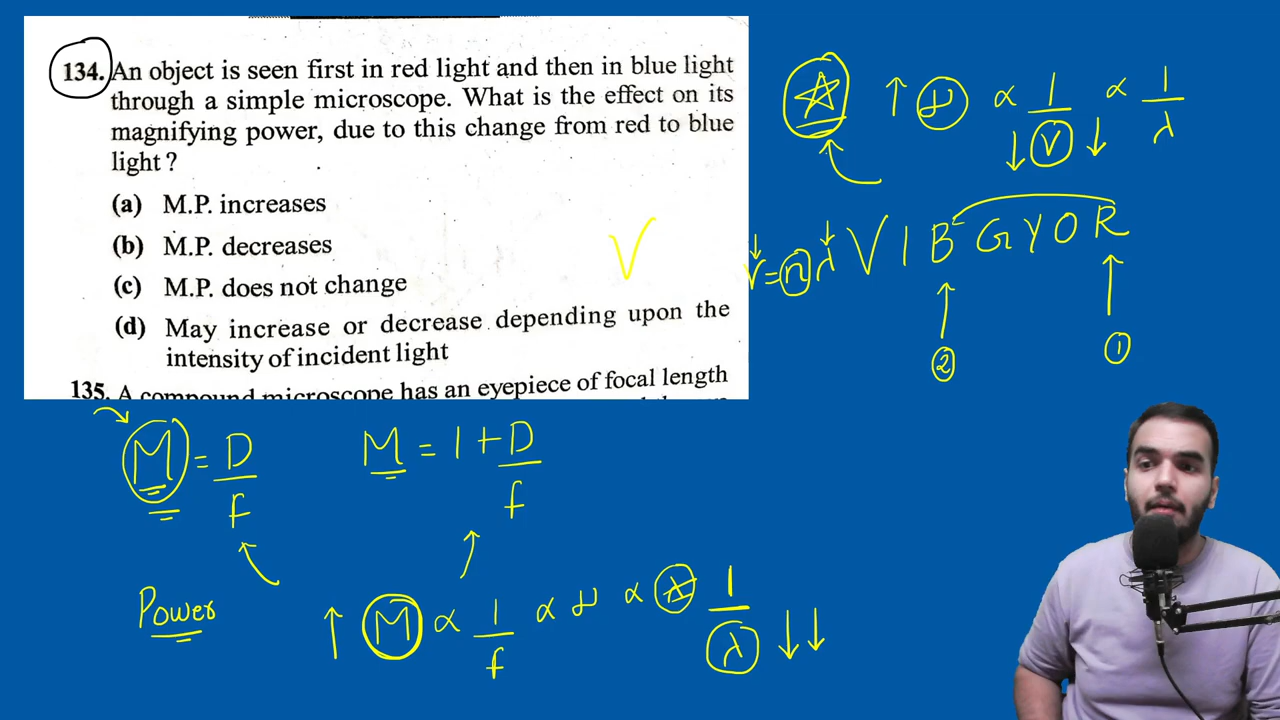 134. An object is seen first in red light and then in blue light
through a simple microscope. What is the effect on its
magnifying power, due to this change from red to blue
light ?
(a) M.P. increases
(b) M.P. decreases
(c) M.P. does not change
(d) May increase or decrease depending upon the
intensity of incident light
135. A compound microscope has an eyepiece of focal length
↑ μ ∝ 1/v ↓ ∝ 1/λ
v = n λ
V I B G Y O R
② ①
V
M = D/f
M = 1 + D/f
Power
↑ M ∝ 1/f ∝ μ ∝ 1/λ ↓↓